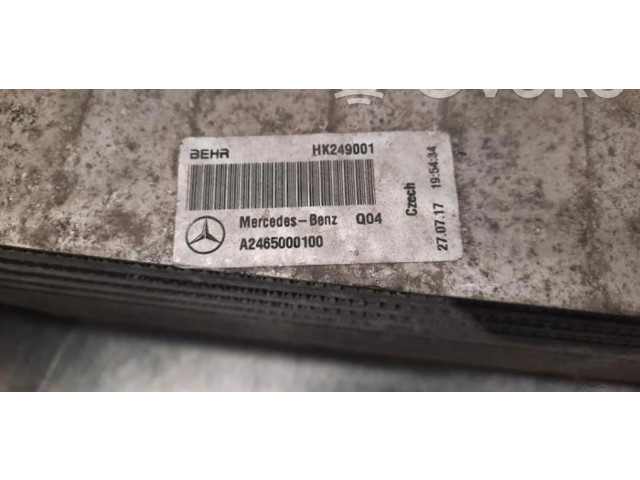 BEHR HK249001
Mercedes-Benz Q04
A2465000100
Czech
27.07.17 19:54:34